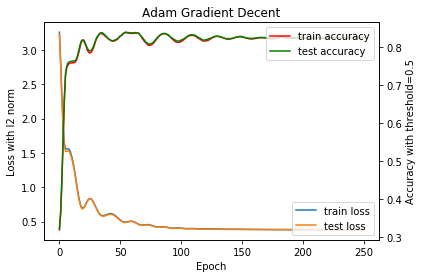 Adam Gradient Decent
train accuracy
test accuracy
3.0
2.5
2.0
1.5
1.0
0.5
Loss with l2 norm
0.8
0.7
0.6
0.5
0.4
0.3
Accuracy with threshold=0.5
train loss
test loss
0
50
100
150
200
250
Epoch